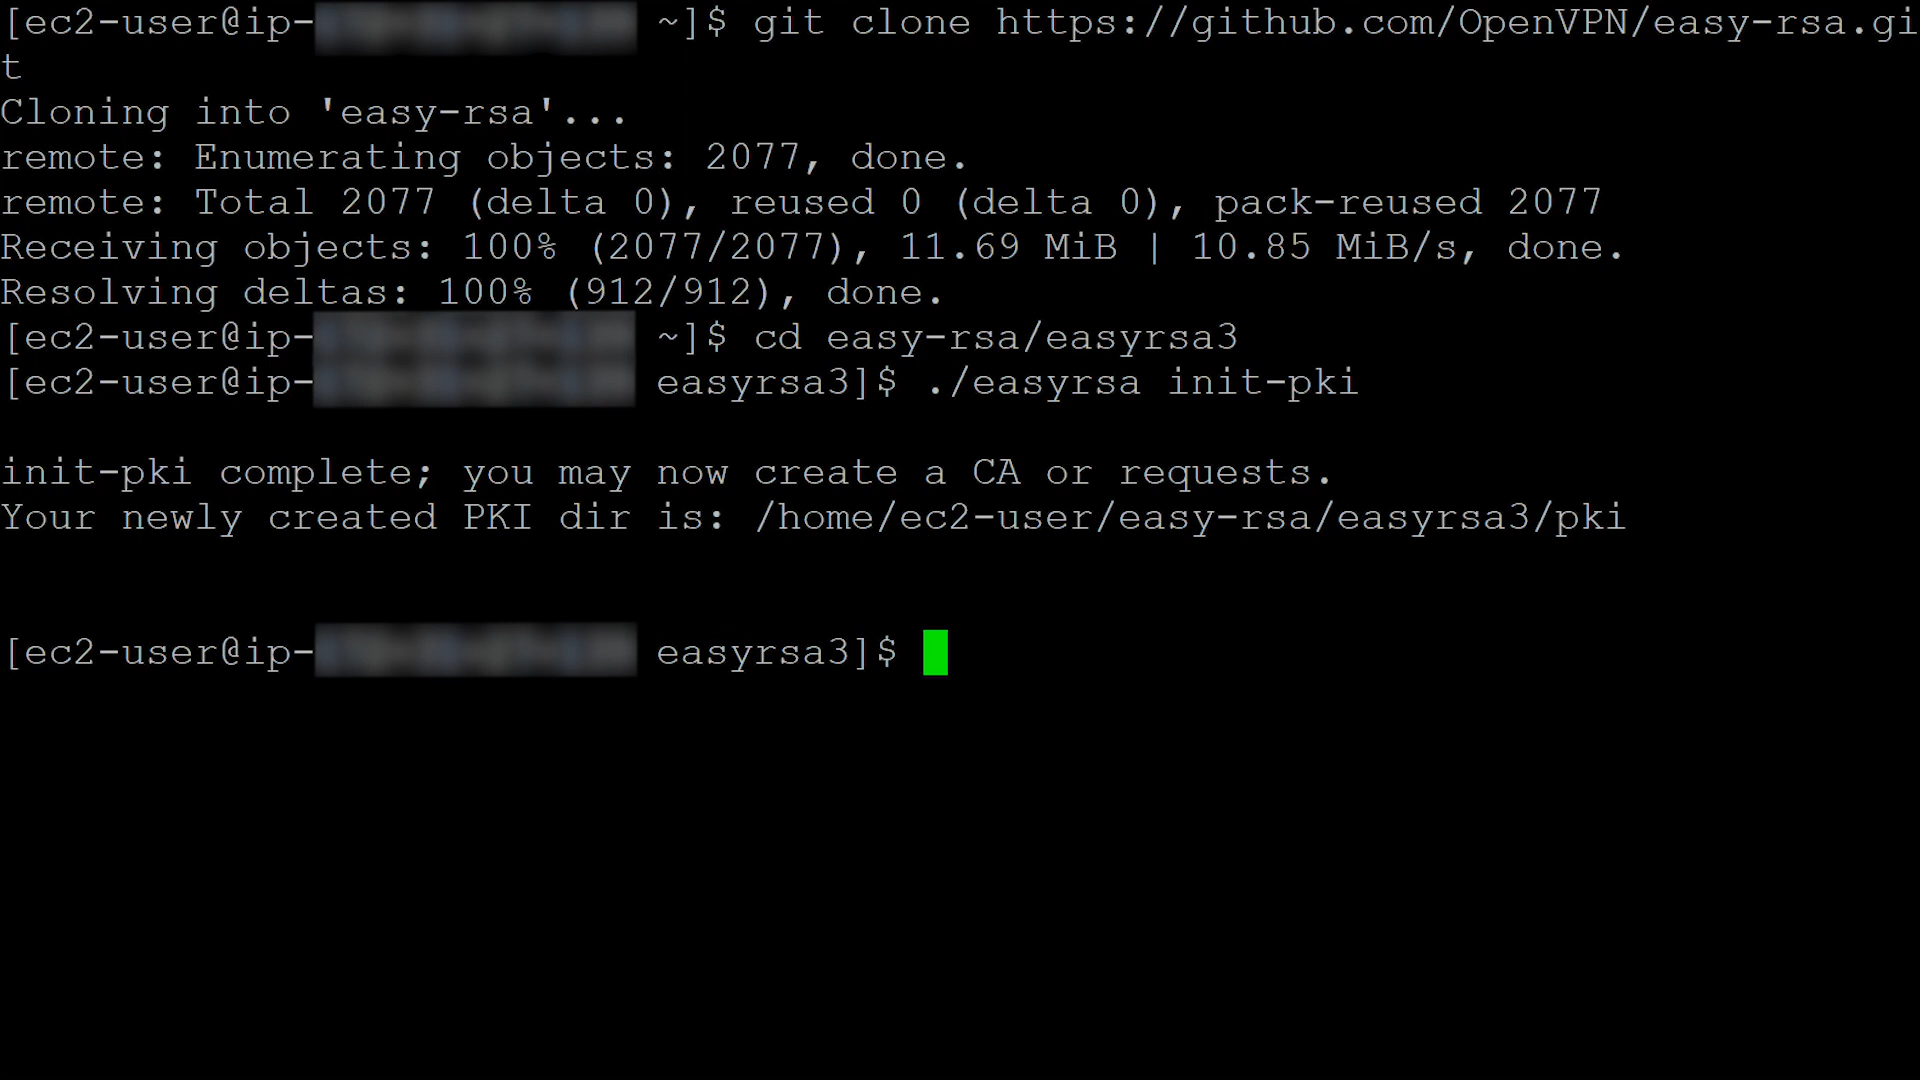 [ec2-user@ip- ~]$ git clone https://github.com/OpenVPN/easy-rsa.gi
t
Cloning into 'easy-rsa'...
remote: Enumerating objects: 2077, done.
remote: Total 2077 (delta 0), reused 0 (delta 0), pack-reused 2077
Receiving objects: 100% (2077/2077), 11.69 MiB | 10.85 MiB/s, done.
Resolving deltas: 100% (912/912), done.
[ec2-user@ip- ~]$ cd easy-rsa/easyrsa3
[ec2-user@ip- easyrsa3]$ ./easyrsa init-pki
init-pki complete; you may now create a CA or requests.
Your newly created PKI dir is: /home/ec2-user/easy-rsa/easyrsa3/pki
[ec2-user@ip- easyrsa3]$